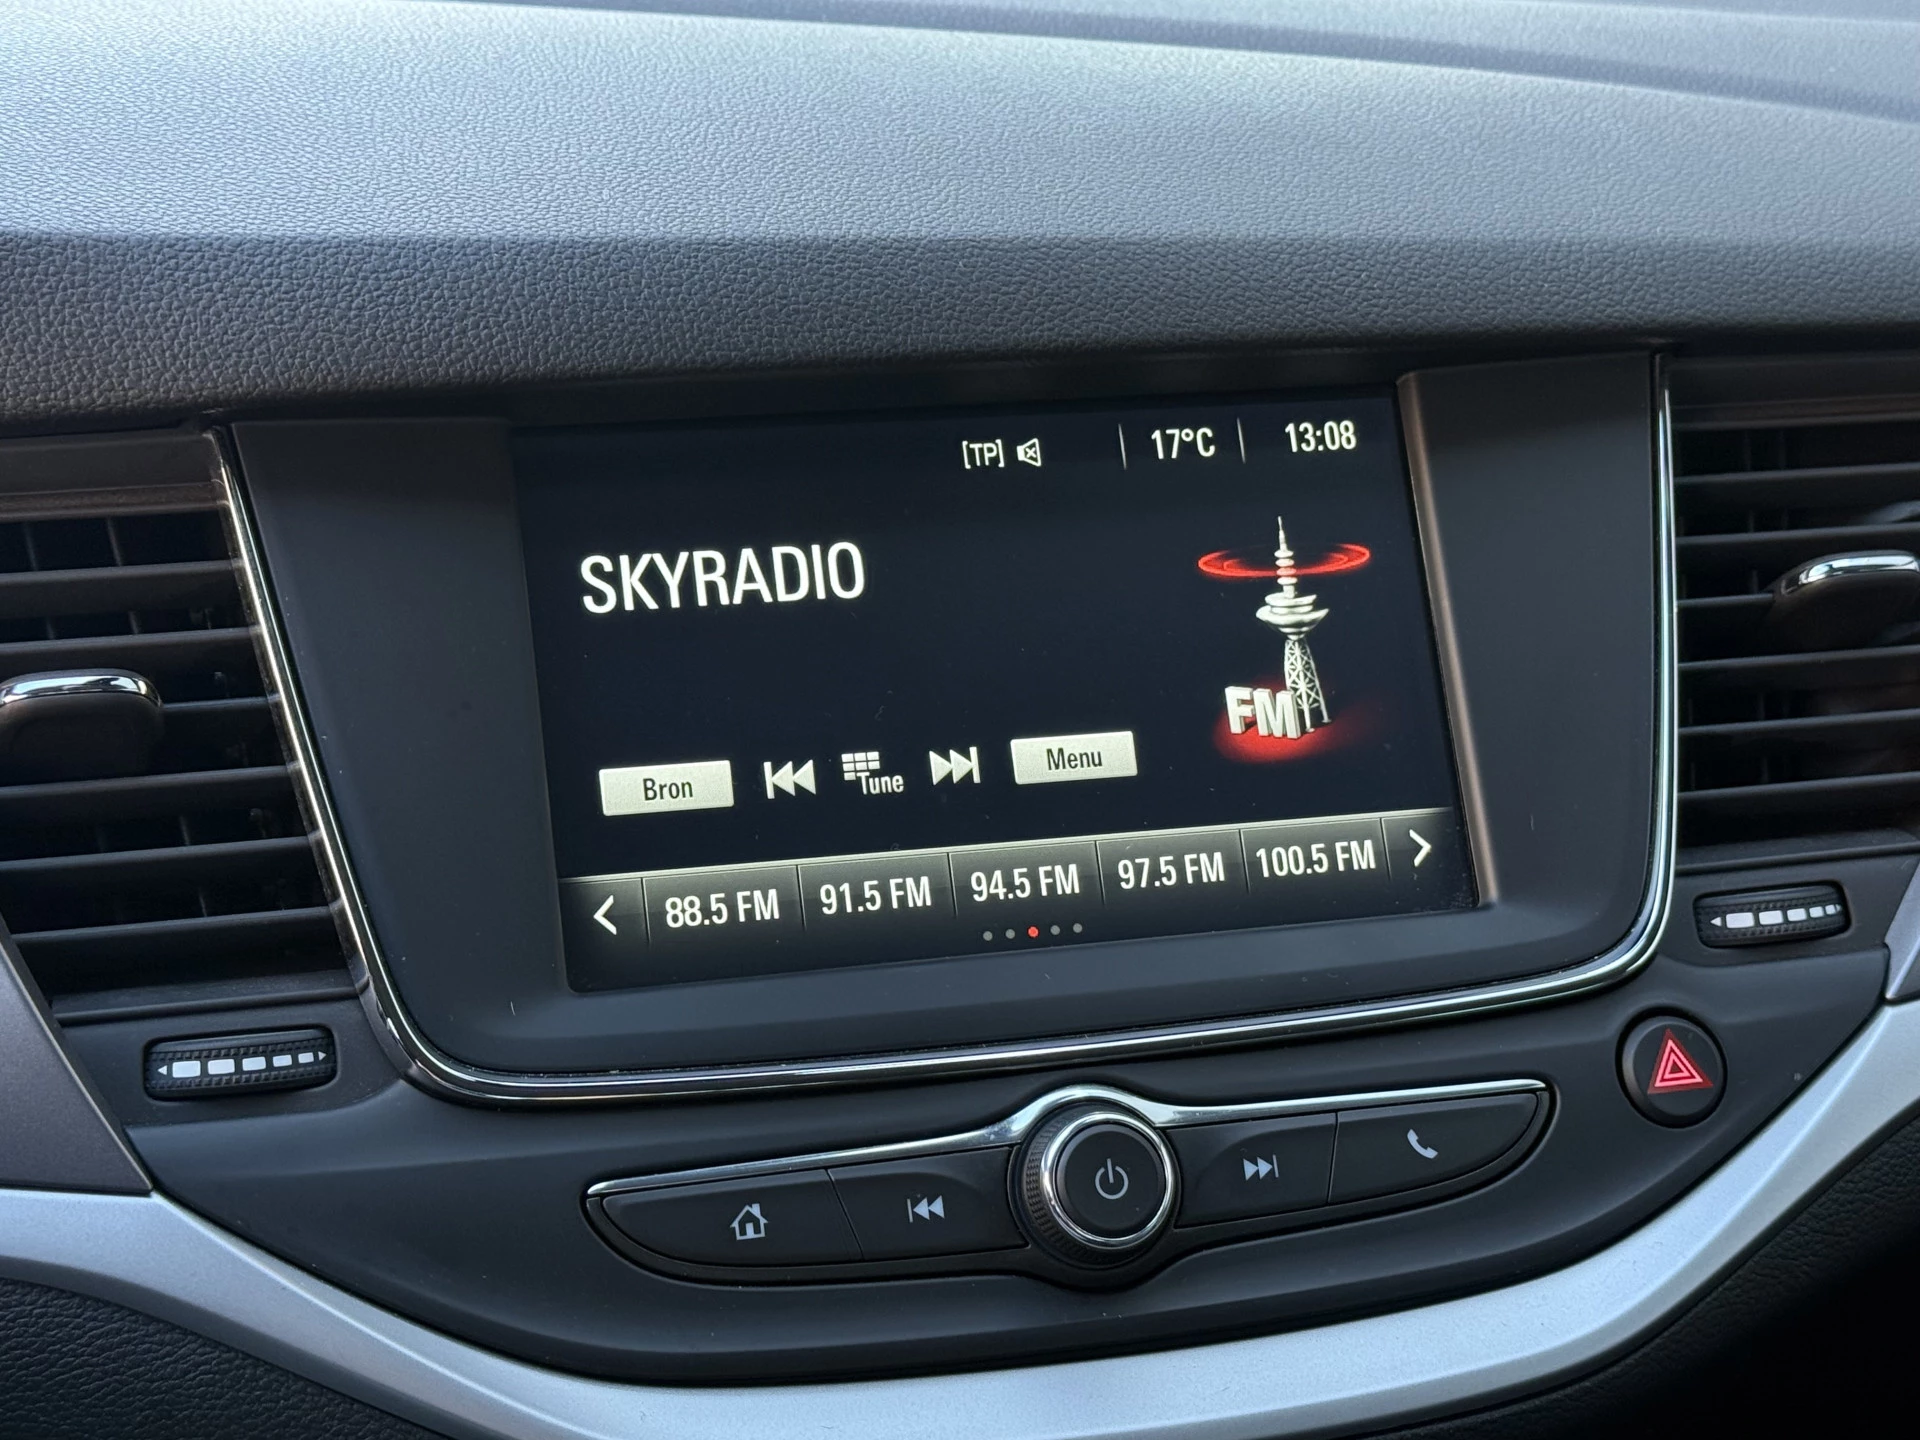 [TP] 17°C 13:08
SKYRADIO
FM
Bron Tune Menu
88.5 FM 91.5 FM 94.5 FM 97.5 FM 100.5 FM